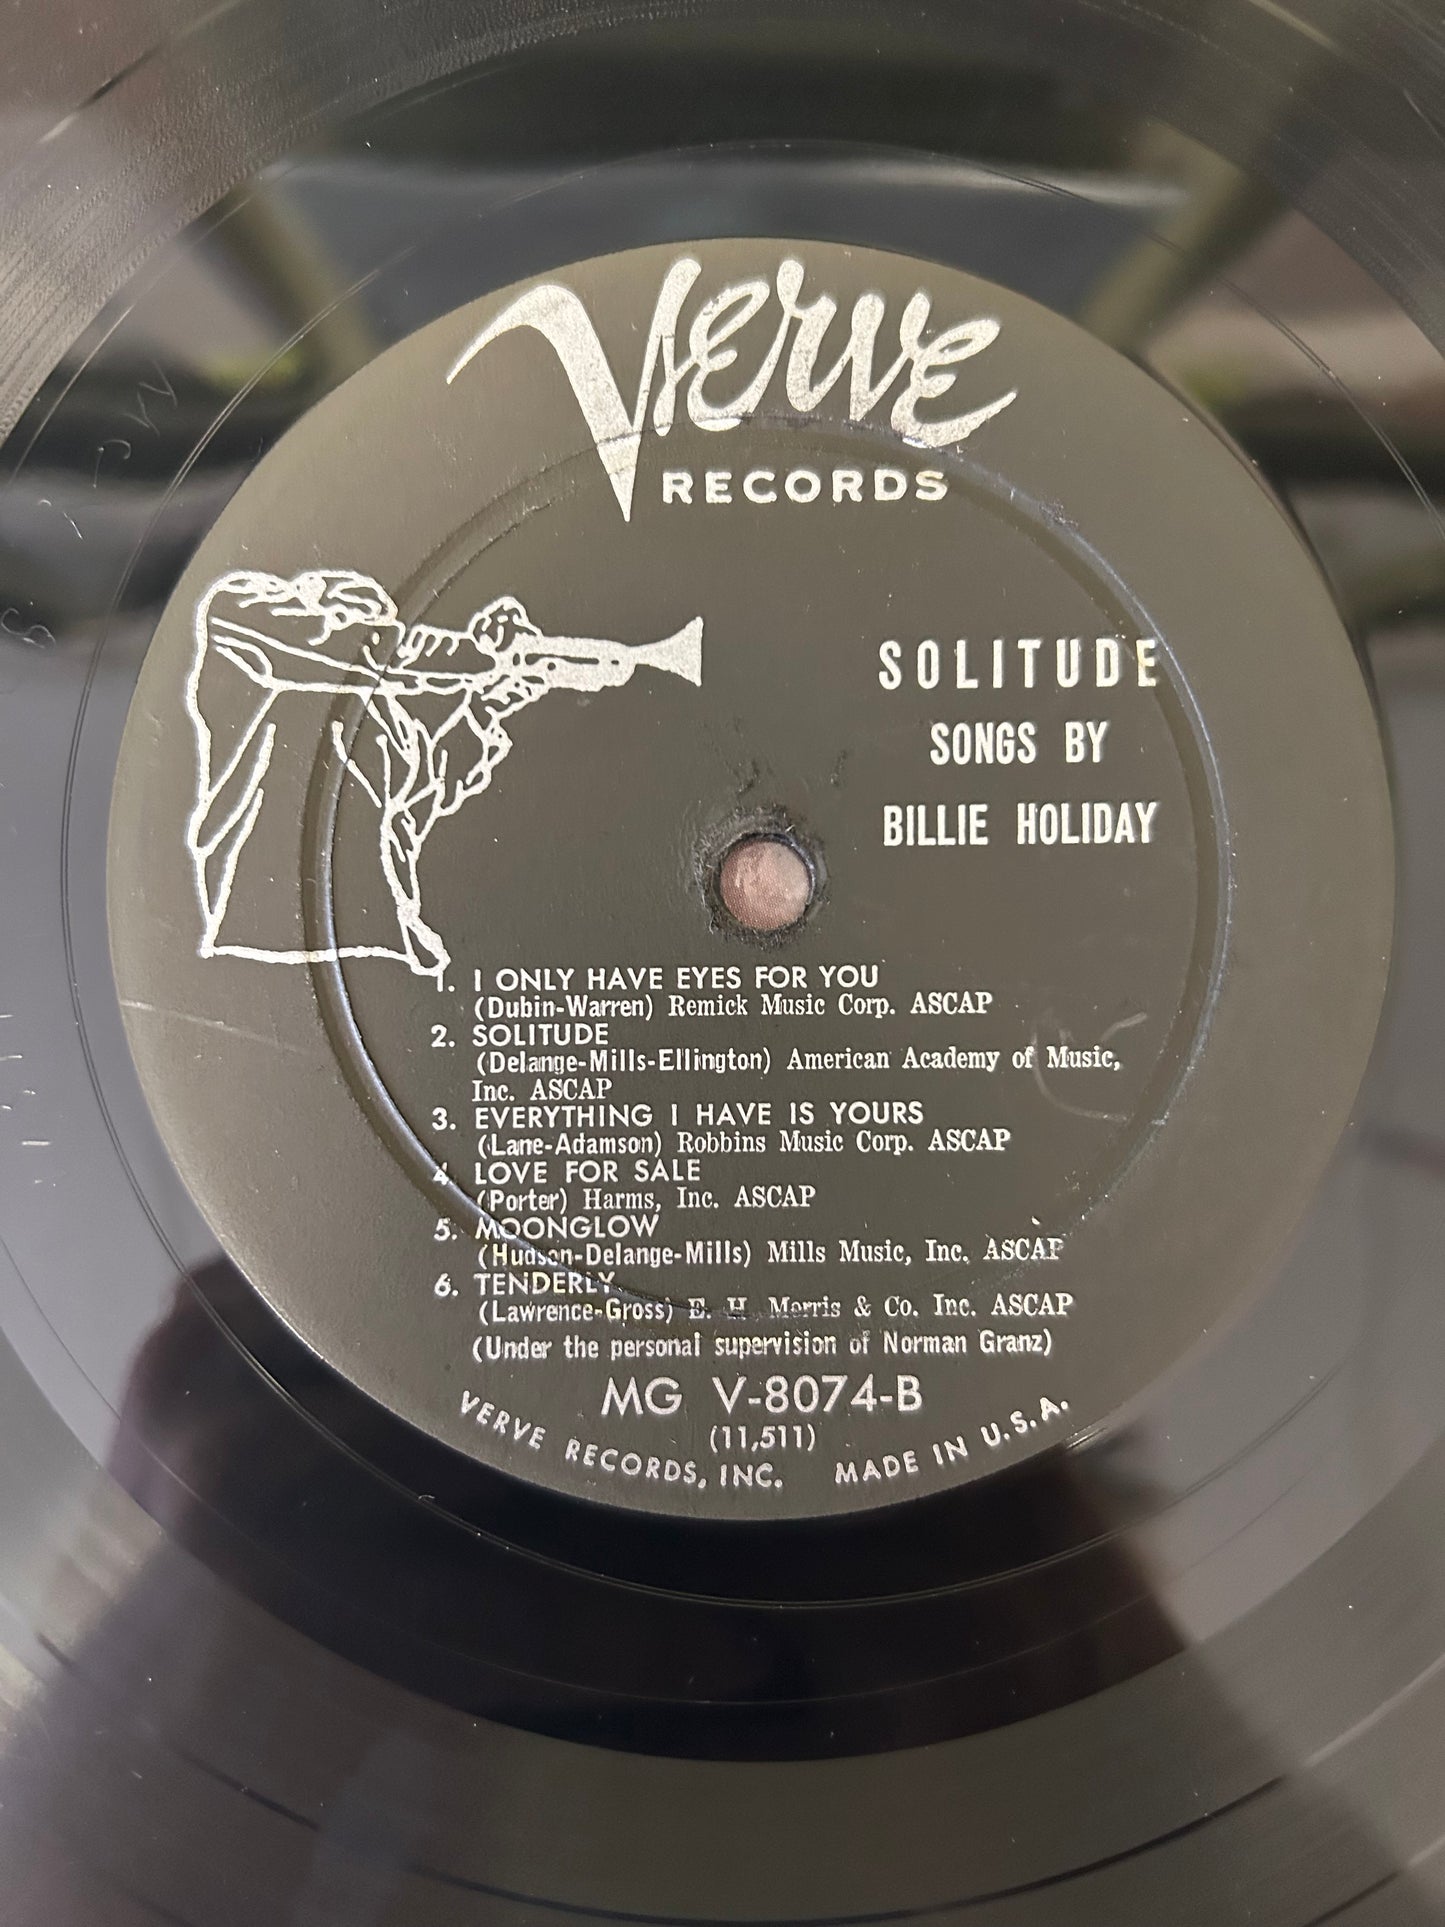 Verve
RECORDS
SOLITUDE
SONGS BY
BILLIE HOLIDAY
1. I ONLY HAVE EYES FOR YOU
(Dubin-Warren) Remick Music Corp. ASCAP
2. SOLITUDE
(Delange-Mills-Ellington) American Academy of Music,
Inc. ASCAP
3. EVERYTHING I HAVE IS YOURS
(Lane-Adamson) Robbins Music Corp. ASCAP
4. LOVE FOR SALE
(Porter) Harms, Inc. ASCAP
5. MOONGLOW
(Hudson-Delange-Mills) Mills Music, Inc. ASCAP
6. TENDERLY
(Lawrence-Gross) E. H. Morris & Co. Inc. ASCAP
(Under the personal supervision of Norman Granz)
MG V-8074-B
(11,511)
VERVE RECORDS, INC. MADE IN U.S.A.